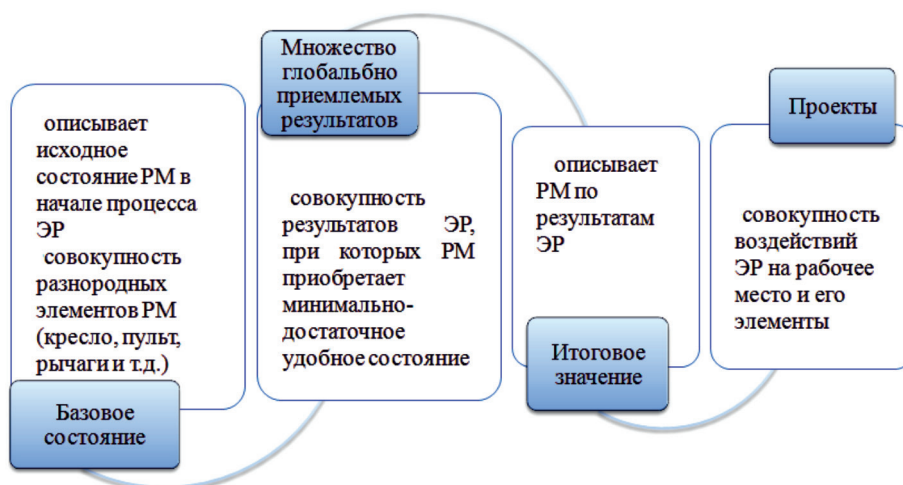 описывает
исходное
состояние РМ в
начале процесса
ЭР
совокупность
разнородных
элементов РМ
(кресло, пульт,
рычаги и т.д.)
Базовое
состояние
Множество
глобальбно
приемлемых
результатов
совокупность
результатов ЭР,
при которых РМ
приобретает
минимально-
достаточное
удобное состояние
описывает
РМ по
результатам
ЭР
Итоговое
значение
Проекты
совокупность
воздействий
ЭР на рабочее
место и его
элементы